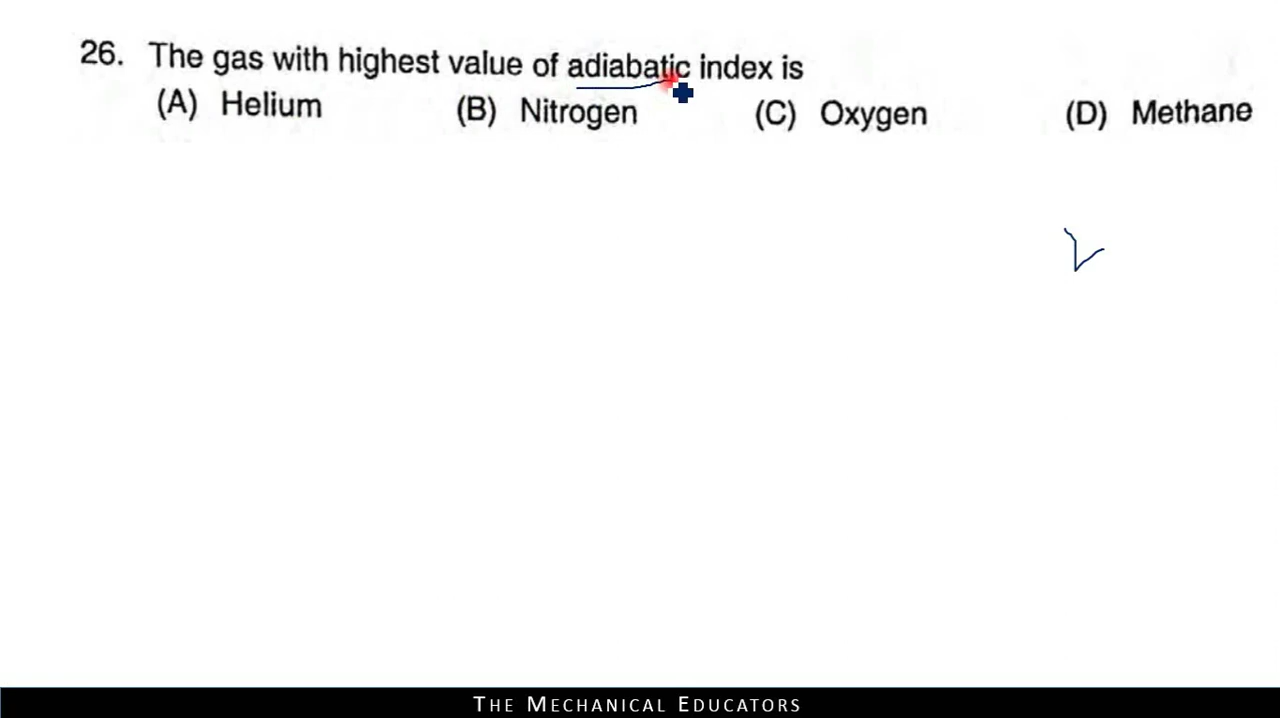 26. The gas with highest value of adiabatic index is
(A) Helium (B) Nitrogen (C) Oxygen (D) Methane
THE MECHANICAL EDUCATORS